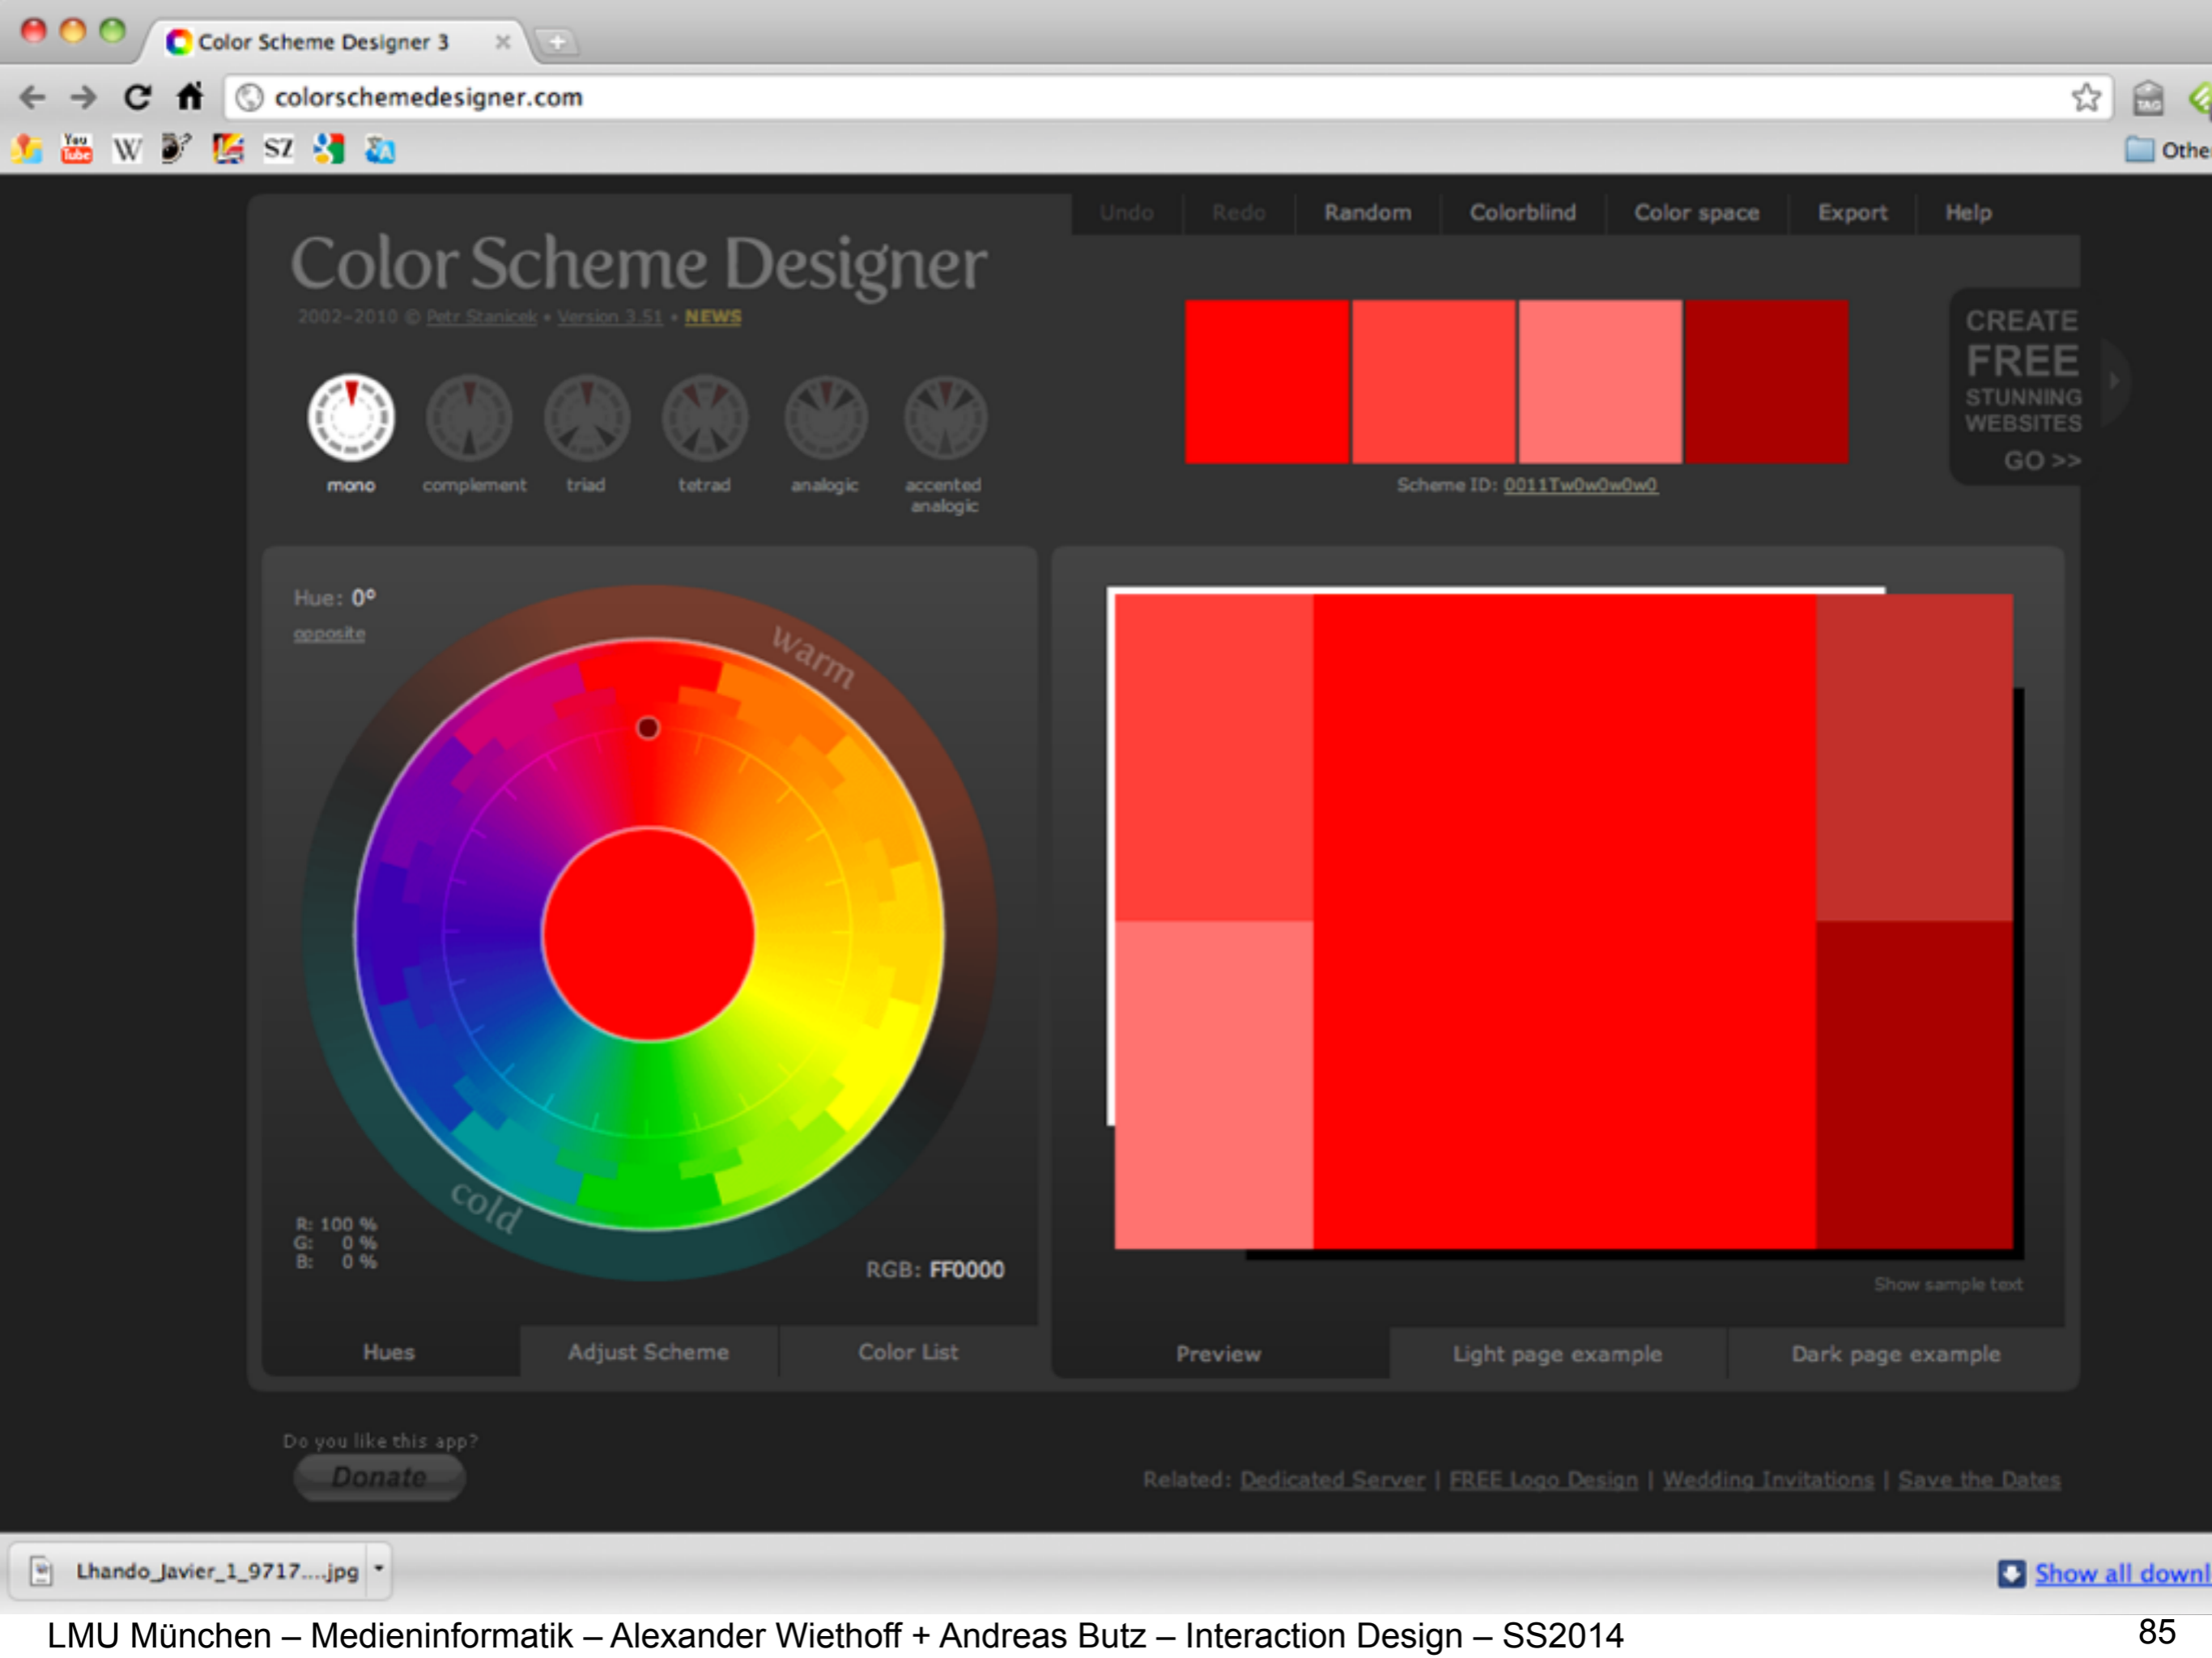 Color Scheme Designer 3
colorschemedesigner.com
TAG
You
Tube
W
SZ
A
Othe
Undo Redo Random Colorblind Color space Export Help
Color Scheme Designer
2002–2010 © Petr Stanicek • Version 3.51 • NEWS
mono complement triad tetrad analogic accented
analogic
Scheme ID: 0011Tw0w0w0w0
CREATE
FREE
STUNNING
WEBSITES
GO >>
Hue: 0°
opposite
warm
cold
R: 100 %
G: 0 %
B: 0 %
RGB: FF0000
Show sample text
Hues Adjust Scheme Color List
Preview Light page example Dark page example
Do you like this app?
Donate
Related: Dedicated Server | FREE Logo Design | Wedding Invitations | Save the Dates
Lhando_Javier_1_9717....jpg
Show all downl
LMU München – Medieninformatik – Alexander Wiethoff + Andreas Butz – Interaction Design – SS2014
85